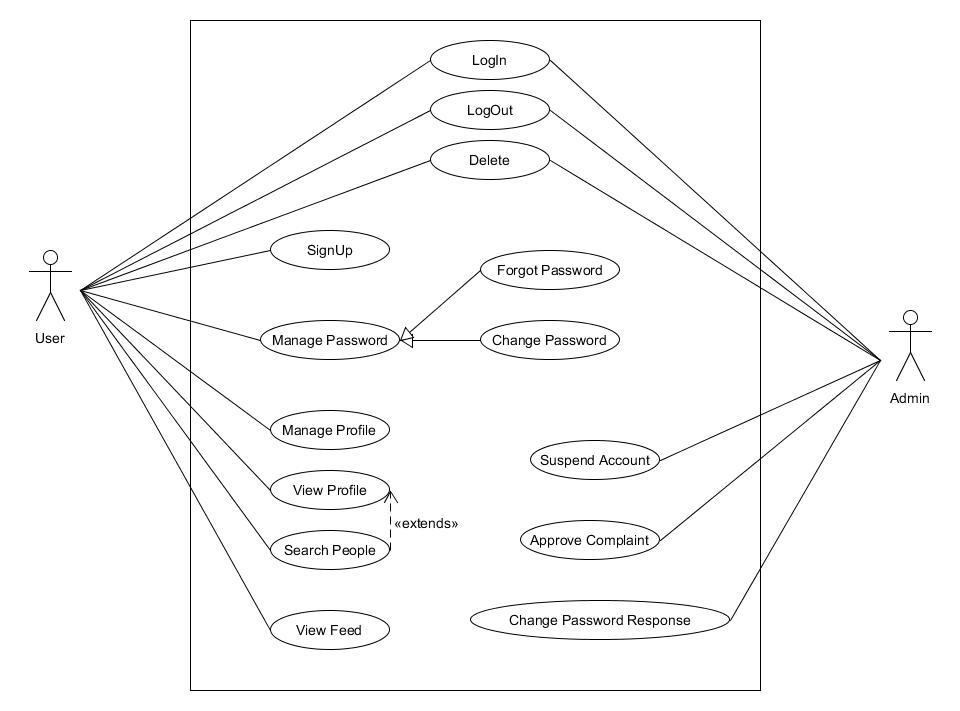 LogIn
LogOut
Delete
SignUp
Forgot Password
User
Manage Password
Change Password
Admin
Manage Profile
Suspend Account
View Profile
«extends»
Search People
Approve Complaint
View Feed
Change Password Response